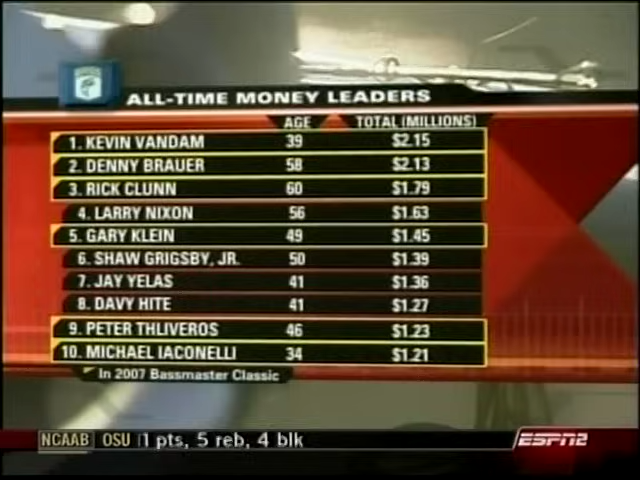 ALL-TIME MONEY LEADERS
AGE TOTAL (MILLIONS)
1. KEVIN VANDAM 39 $2.15
2. DENNY BRAUER 58 $2.13
3. RICK CLUNN 60 $1.79
4. LARRY NIXON 56 $1.63
5. GARY KLEIN 49 $1.45
6. SHAW GRIGSBY, JR. 50 $1.39
7. JAY YELAS 41 $1.36
8. DAVY HITE 41 $1.27
9. PETER THLIVEROS 46 $1.23
10. MICHAEL IACONELLI 34 $1.21
In 2007 Bassmaster Classic
NCAAB OSU 1 pts, 5 reb, 4 blk
ESPN2